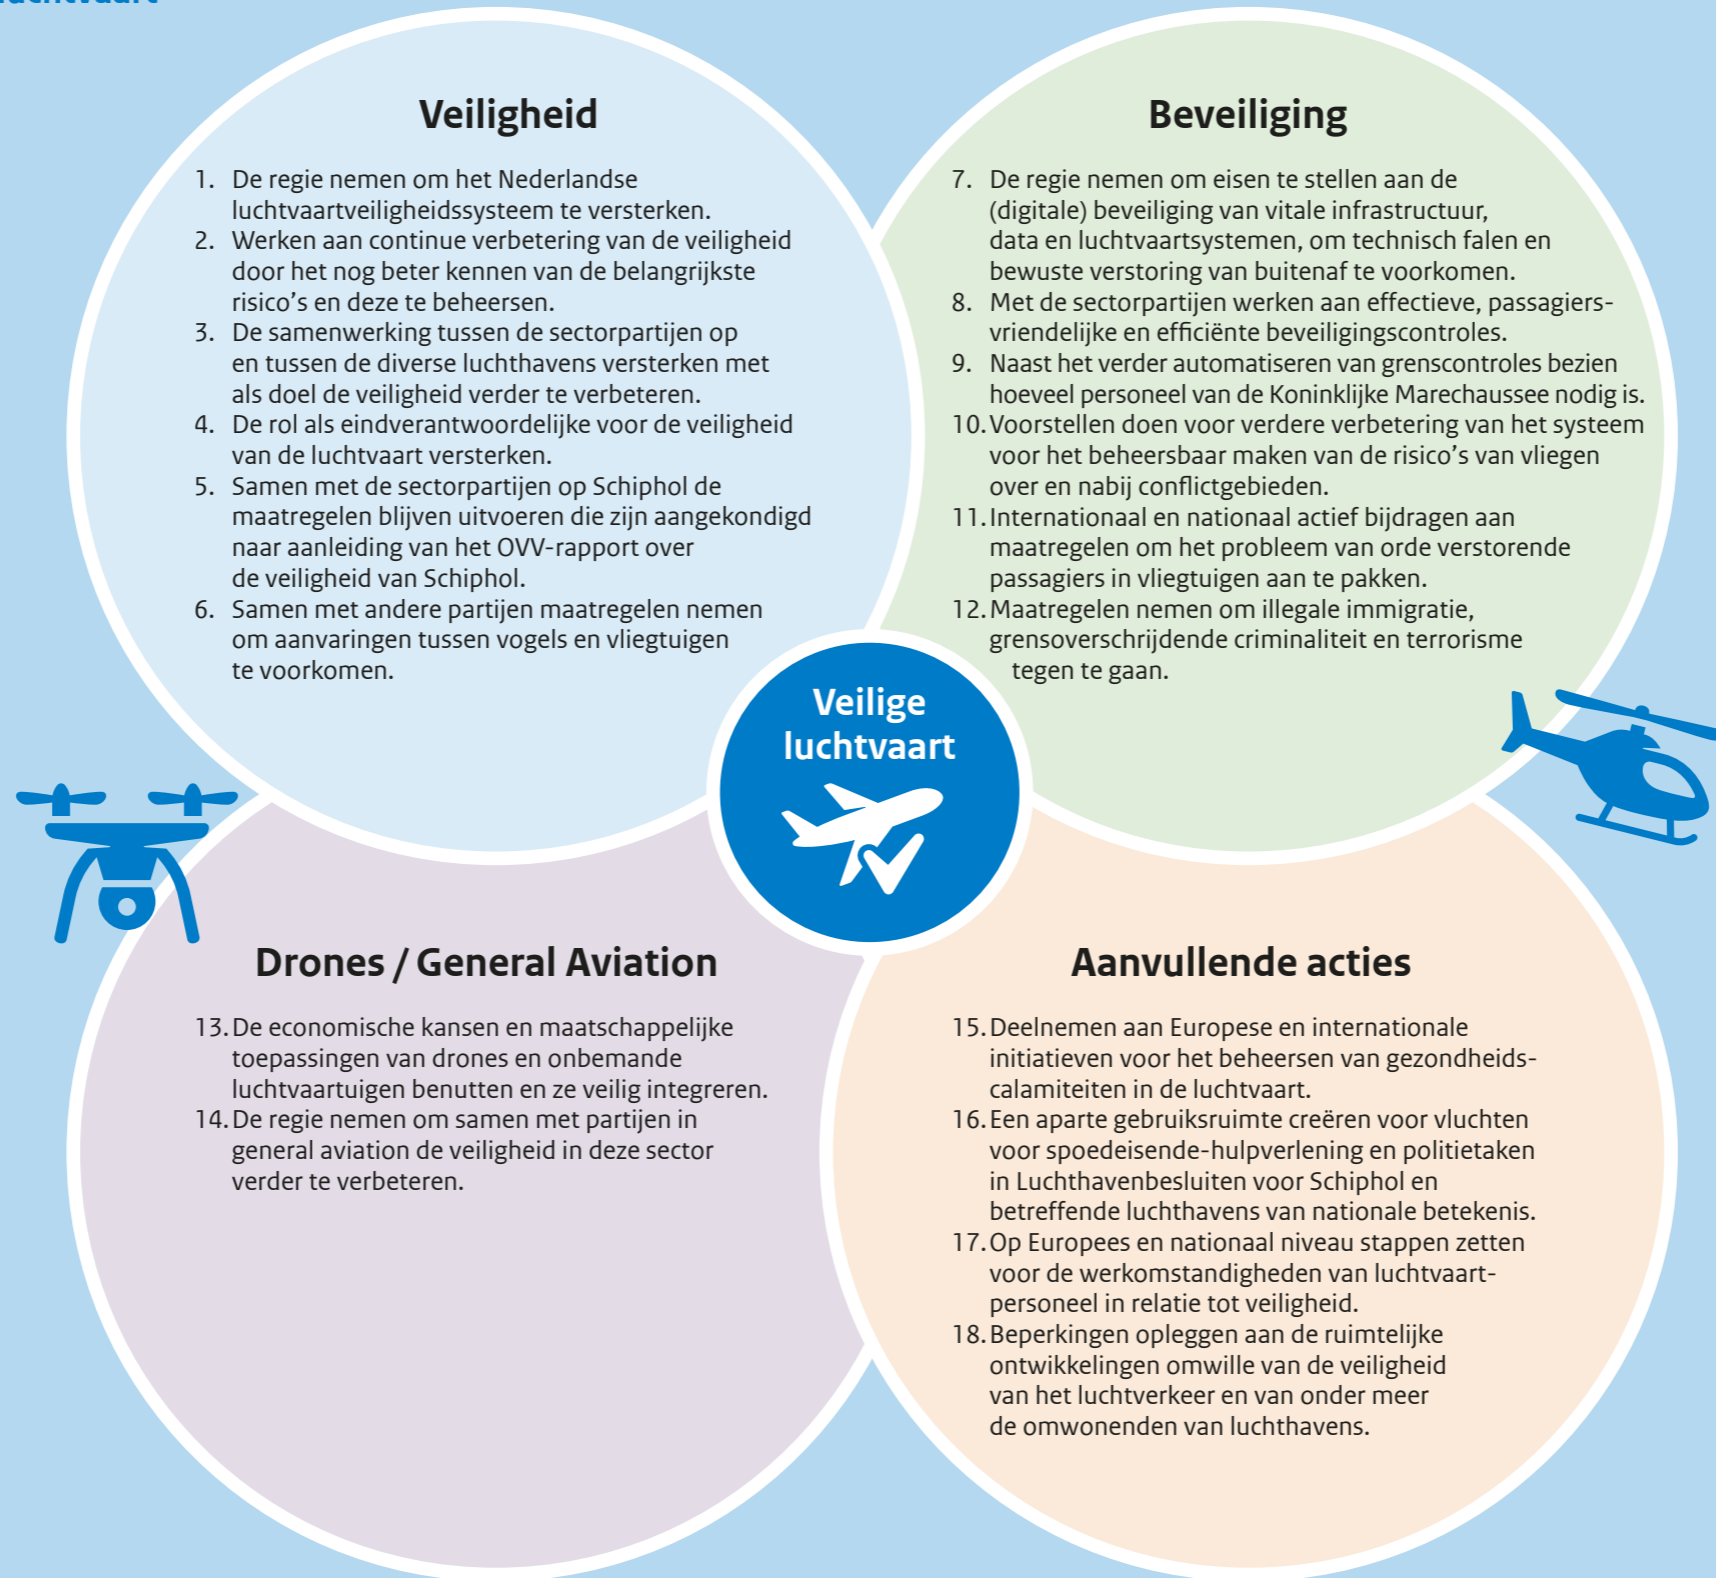 luchtvaart
Veiligheid
1. De regie nemen om het Nederlandse
luchtvaartveiligheidssysteem te versterken.
2. Werken aan continue verbetering van de veiligheid
door het nog beter kennen van de belangrijkste
risico’s en deze te beheersen.
3. De samenwerking tussen de sectorpartijen op
en tussen de diverse luchthavens versterken met
als doel de veiligheid verder te verbeteren.
4. De rol als eindverantwoordelijke voor de veiligheid
van de luchtvaart versterken.
5. Samen met de sectorpartijen op Schiphol de
maatregelen blijven uitvoeren die zijn aangekondigd
naar aanleiding van het OVV-rapport over
de veiligheid van Schiphol.
6. Samen met andere partijen maatregelen nemen
om aanvaringen tussen vogels en vliegtuigen
te voorkomen.
Beveiliging
7. De regie nemen om eisen te stellen aan de
(digitale) beveiliging van vitale infrastructuur,
data en luchtvaartsystemen, om technisch falen en
bewuste verstoring van buitenaf te voorkomen.
8. Met de sectorpartijen werken aan effectieve, passagiers-
vriendelijke en efficiënte beveiligingscontroles.
9. Naast het verder automatiseren van grenscontroles bezien
hoeveel personeel van de Koninklijke Marechaussee nodig is.
10. Voorstellen doen voor verdere verbetering van het systeem
voor het beheersbaar maken van de risico’s van vliegen
over en nabij conflictgebieden.
11. Internationaal en nationaal actief bijdragen aan
maatregelen om het probleem van orde verstorende
passagiers in vliegtuigen aan te pakken.
12. Maatregelen nemen om illegale immigratie,
grensoverschrijdende criminaliteit en terrorisme
tegen te gaan.
Veilige
luchtvaart
Drones / General Aviation
13. De economische kansen en maatschappelijke
toepassingen van drones en onbemande
luchtvaartuigen benutten en ze veilig integreren.
14. De regie nemen om samen met partijen in
general aviation de veiligheid in deze sector
verder te verbeteren.
Aanvullende acties
15. Deelnemen aan Europese en internationale
initiatieven voor het beheersen van gezondheids-
calamiteiten in de luchtvaart.
16. Een aparte gebruiksruimte creëren voor vluchten
voor spoedeisende-hulpverlening en politietaken
in Luchthavenbesluiten voor Schiphol en
betreffende luchthavens van nationale betekenis.
17. Op Europees en nationaal niveau stappen zetten
voor de werkomstandigheden van luchtvaart-
personeel in relatie tot veiligheid.
18. Beperkingen opleggen aan de ruimtelijke
ontwikkelingen omwille van de veiligheid
van het luchtverkeer en van onder meer
de omwonenden van luchthavens.